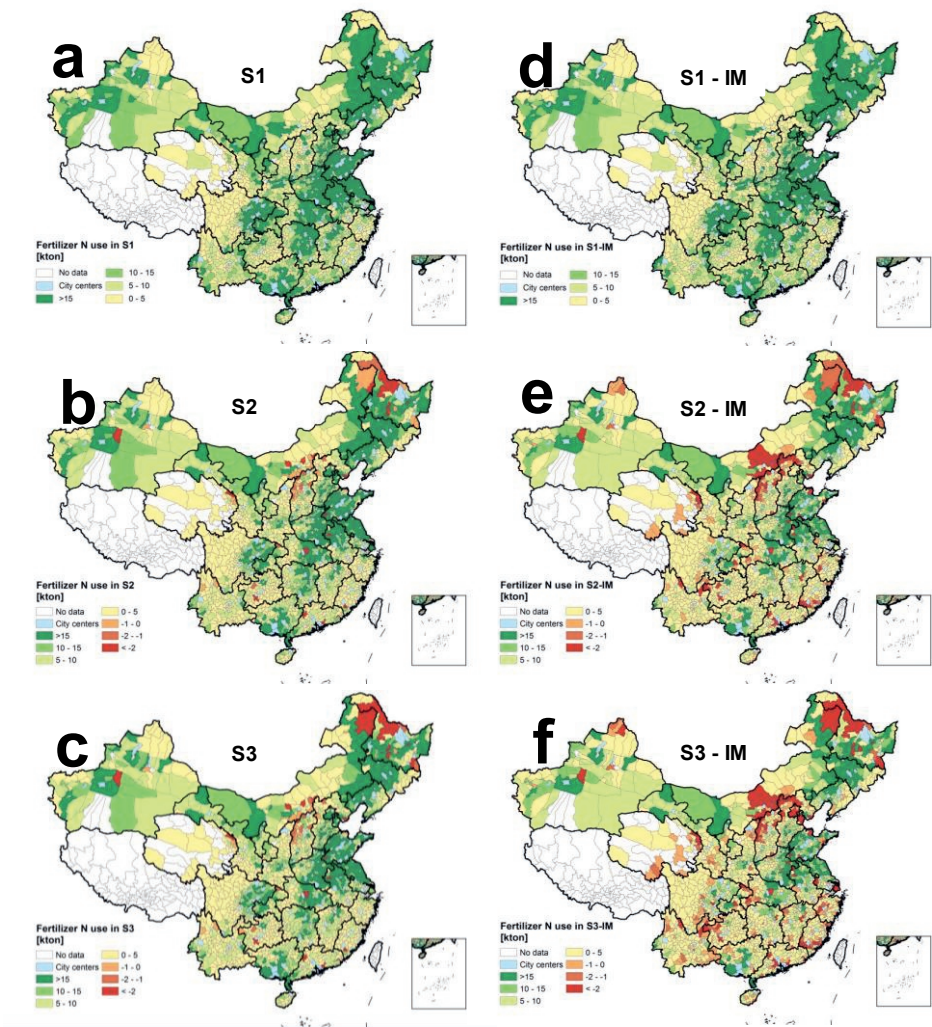 a
S1
Fertilizer N use in S1
[kton]
No data
City centers
>15
10 - 15
5 - 10
0 - 5
d
S1 - IM
Fertilizer N use in S1-IM
[kton]
No data
City centers
>15
10 - 15
5 - 10
0 - 5
b
S2
Fertilizer N use in S2
[kton]
No data
City centers
>15
10 - 15
5 - 10
0 - 5
-1 - 0
-2 - -1
< -2
e
S2 - IM
Fertilizer N use in S2-IM
[kton]
No data
City centers
>15
10 - 15
5 - 10
0 - 5
-1 - 0
-2 - -1
< -2
c
S3
Fertilizer N use in S3
[kton]
No data
City centers
>15
10 - 15
5 - 10
0 - 5
-1 - 0
-2 - -1
< -2
f
S3 - IM
Fertilizer N use in S3-IM
[kton]
No data
City centers
>15
10 - 15
5 - 10
0 - 5
-1 - 0
-2 - -1
< -2